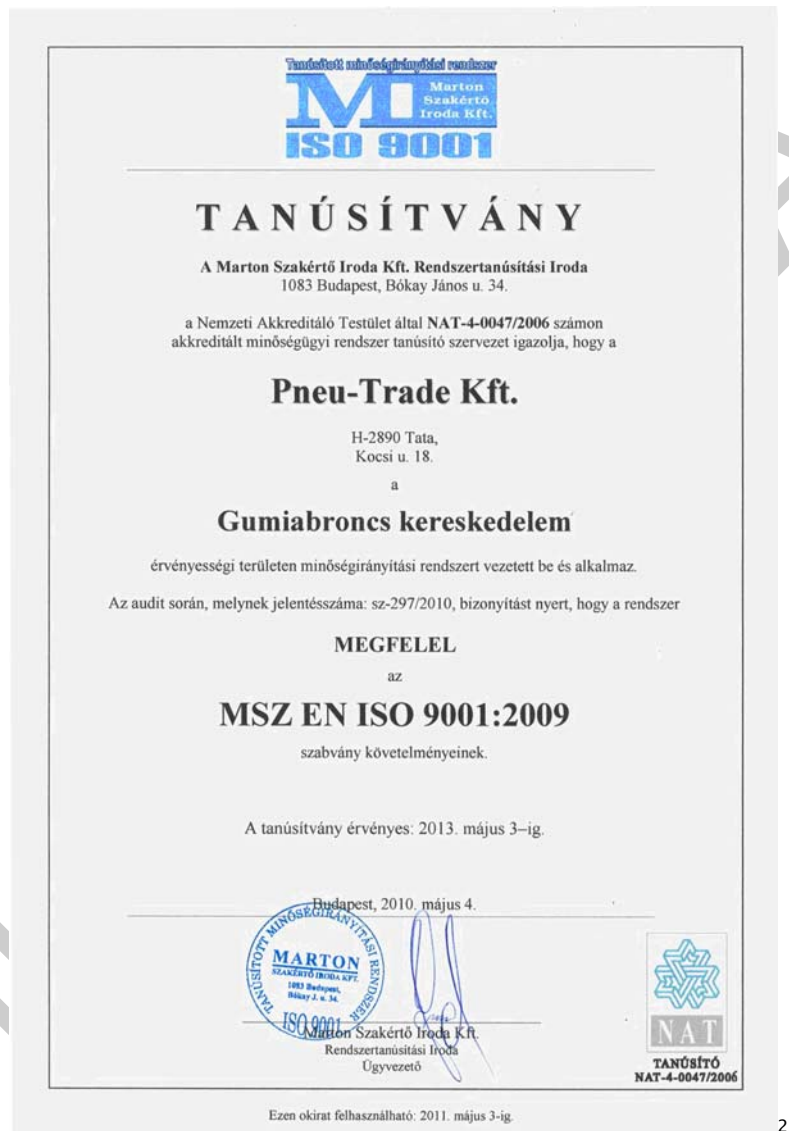 Tanúsított minőségirányítási rendszer
M
Marton
Szakértő
Iroda Kft.
ISO 9001
TANÚSÍTVÁNY
A Marton Szakértő Iroda Kft. Rendszertanúsítási Iroda
1083 Budapest, Bókay János u. 34.
a Nemzeti Akkreditáló Testület által NAT-4-0047/2006 számon
akkreditált minőségügyi rendszer tanúsító szervezet igazolja, hogy a
Pneu-Trade Kft.
H-2890 Tata,
Kocsi u. 18.
a
Gumiabroncs kereskedelem
érvényességi területen minőségirányítási rendszert vezetett be és alkalmaz.
Az audit során, melynek jelentésszáma: sz-297/2010, bizonyítást nyert, hogy a rendszer
MEGFELEL
az
MSZ EN ISO 9001:2009
szabvány követelményeinek.
A tanúsítvány érvényes: 2013. május 3–ig.
Budapest, 2010. május 4.
TANÚSÍTOTT MINŐSÉGIRÁNYÍTÁSI RENDSZER
MARTON
SZAKÉRTŐ IRODA KFT.
1083 Budapest,
Bókay J. u. 34.
ISO 9001
Marton Szakértő Iroda Kft.
Rendszertanúsítási Iroda
Ügyvezető
NAT
TANÚSÍTÓ
NAT-4-0047/2006
Ezen okirat felhasználható: 2011. május 3-ig.
2